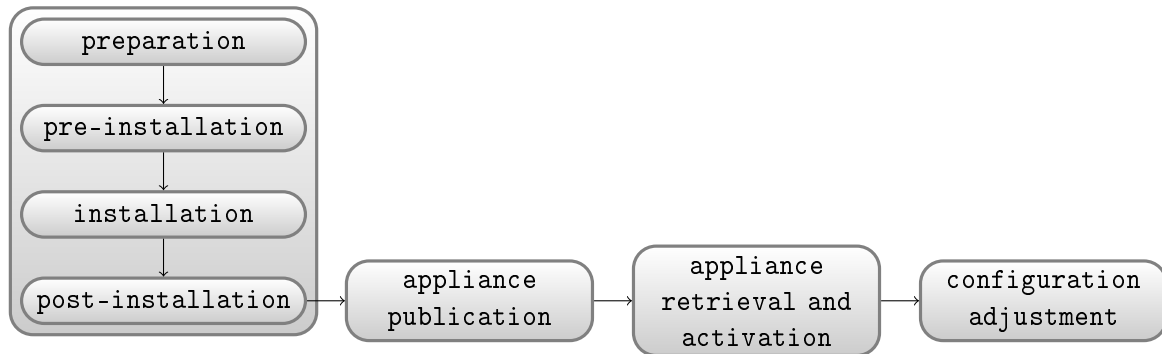 preparation
pre-installation
installation
post-installation
appliance
publication
appliance
retrieval and
activation
configuration
adjustment